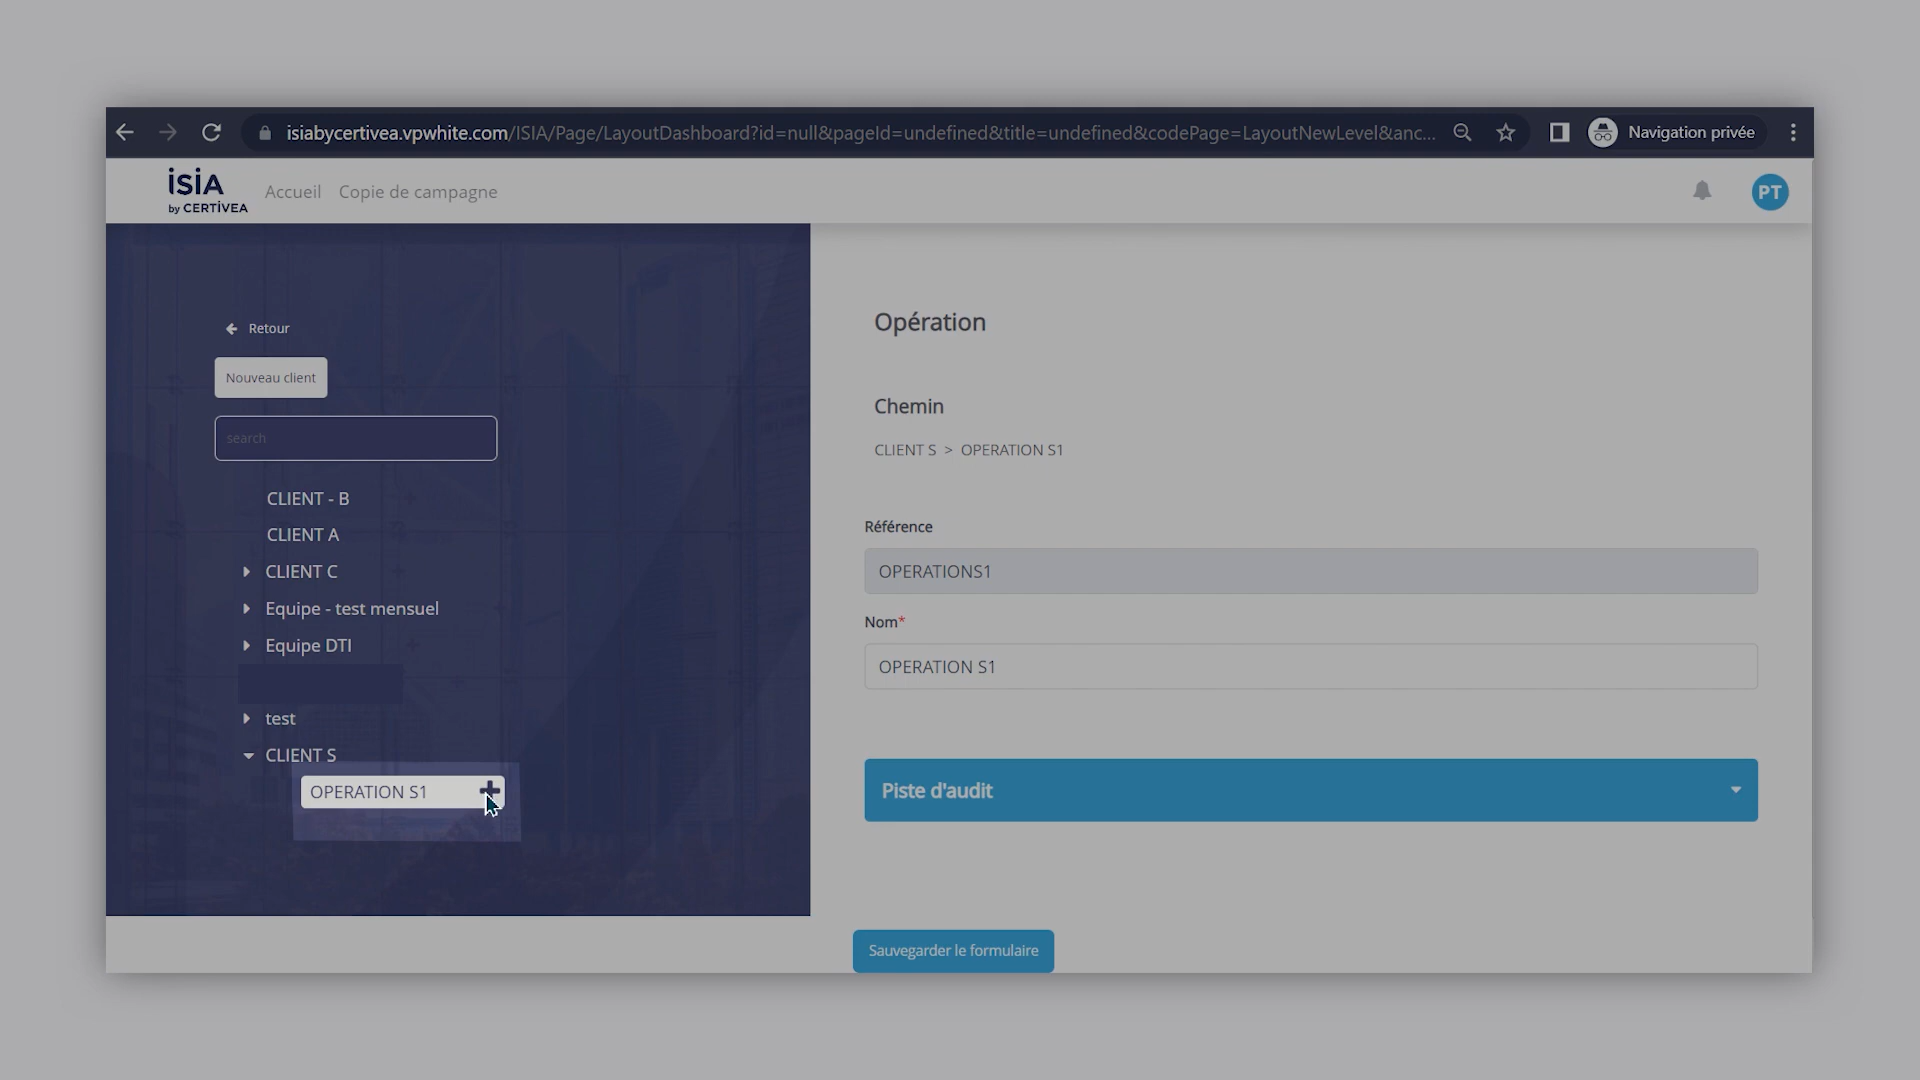 isiabycertivea.vpwhite.com/ISIA/Page/LayoutDashboard?id=null&pageId=undefined&title=undefined&codePage=LayoutNewLevel&anc...
Navigation privée
isiA
by CERTIVEA
Accueil
Copie de campagne
PT
Retour
Nouveau client
search
CLIENT - B
CLIENT A
CLIENT C
Equipe - test mensuel
Equipe DTI
test
CLIENT S
OPERATION S1
Opération
Chemin
CLIENT S > OPERATION S1
Référence
OPERATIONS1
Nom*
OPERATION S1
Piste d'audit
Sauvegarder le formulaire